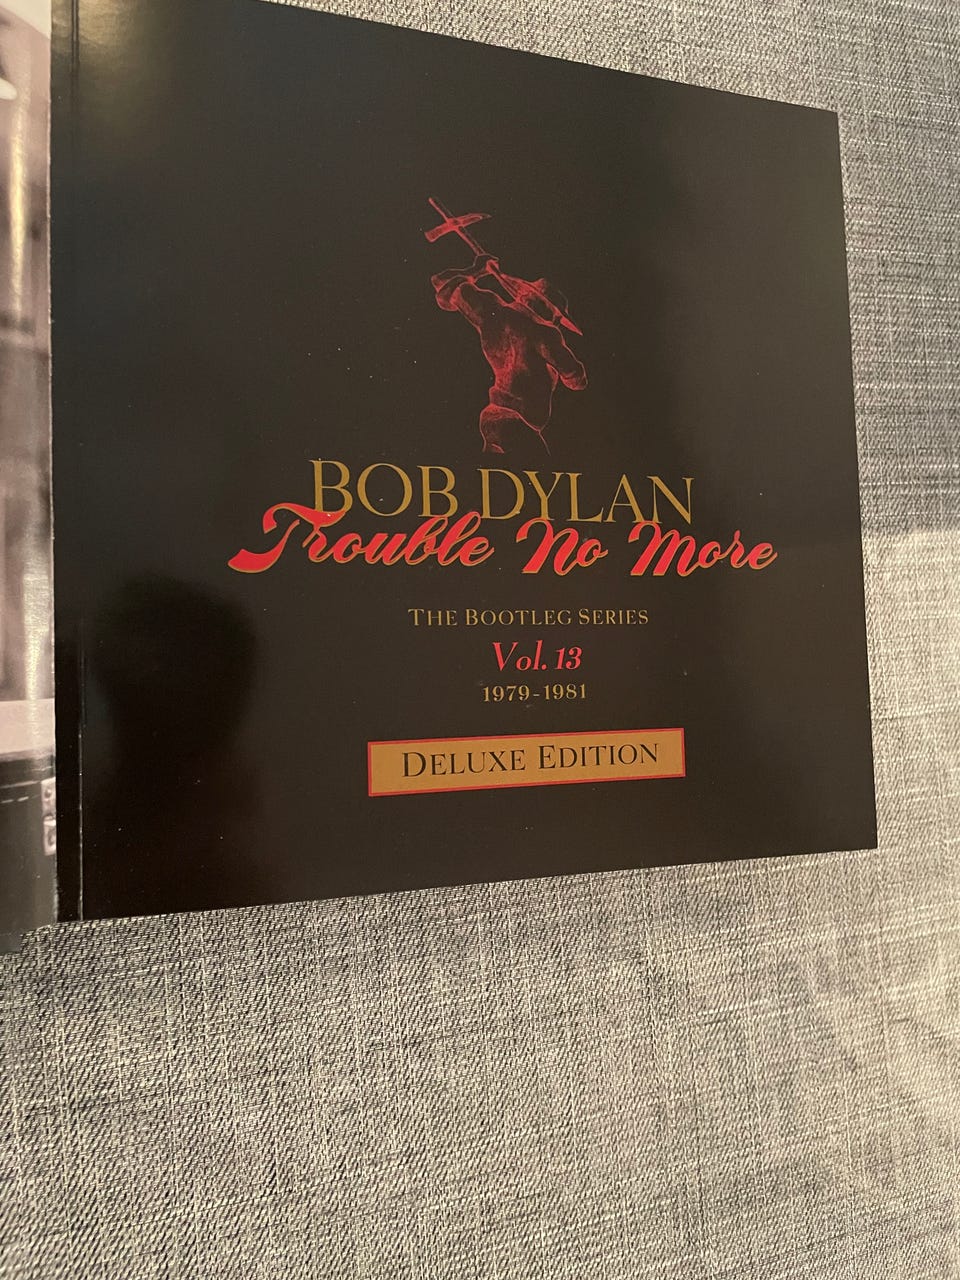 BOB DYLAN
Trouble No More
THE BOOTLEG SERIES
Vol. 13
1979-1981
DELUXE EDITION